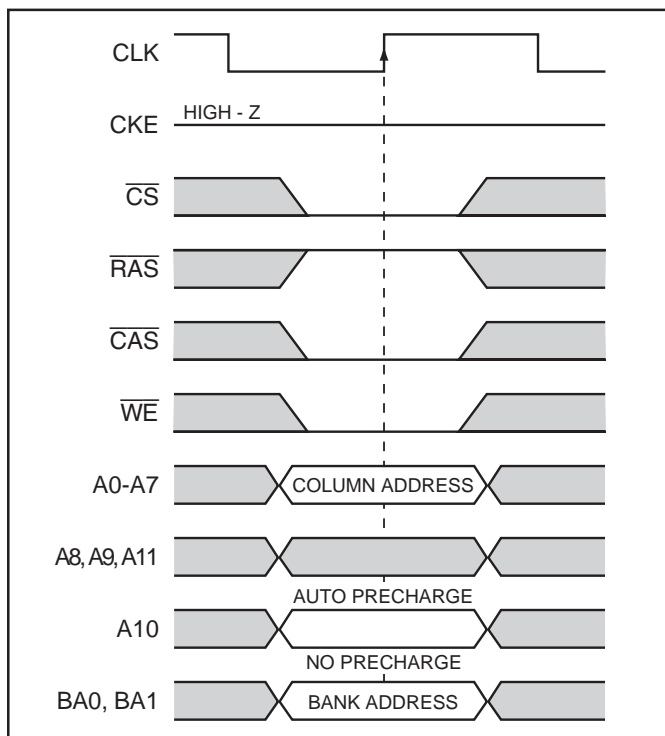 CLK
HIGH - Z
CKE
CS
RAS
CAS
WE
A0-A7 COLUMN ADDRESS
A8, A9, A11
AUTO PRECHARGE
A10
NO PRECHARGE
BA0, BA1 BANK ADDRESS